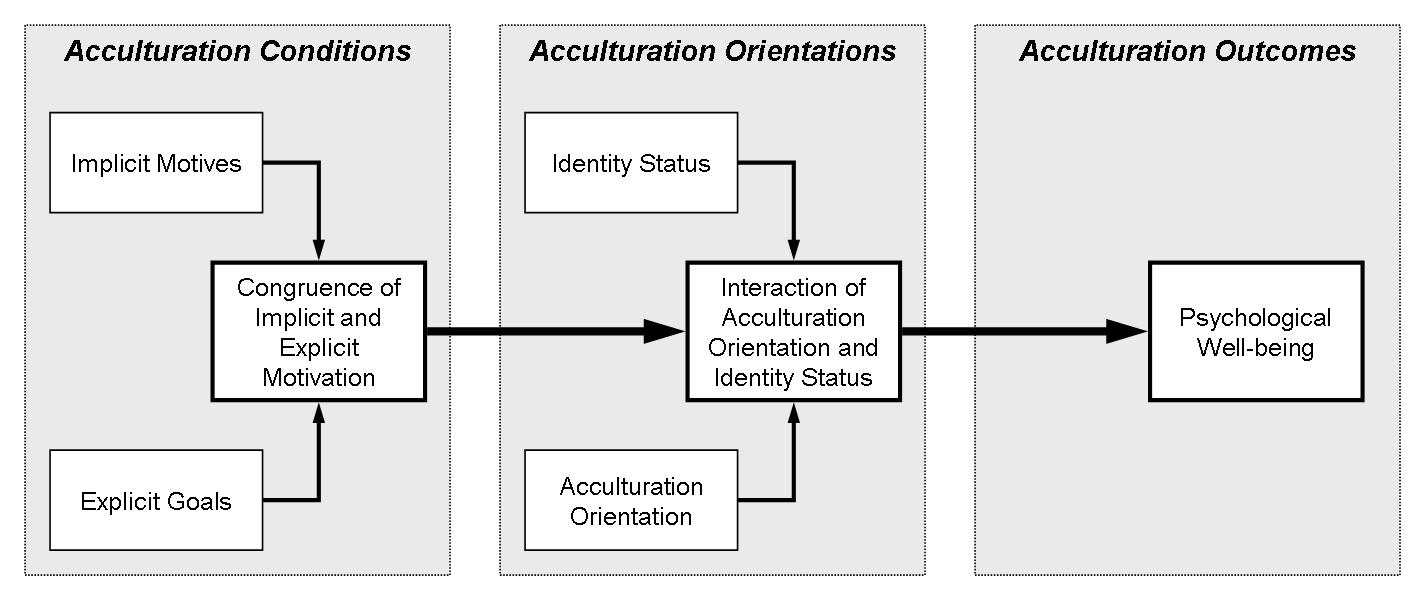 Acculturation Conditions
Implicit Motives
Congruence of
Implicit and
Explicit
Motivation
Explicit Goals
Acculturation Orientations
Identity Status
Interaction of
Acculturation
Orientation and
Identity Status
Acculturation
Orientation
Acculturation Outcomes
Psychological
Well-being